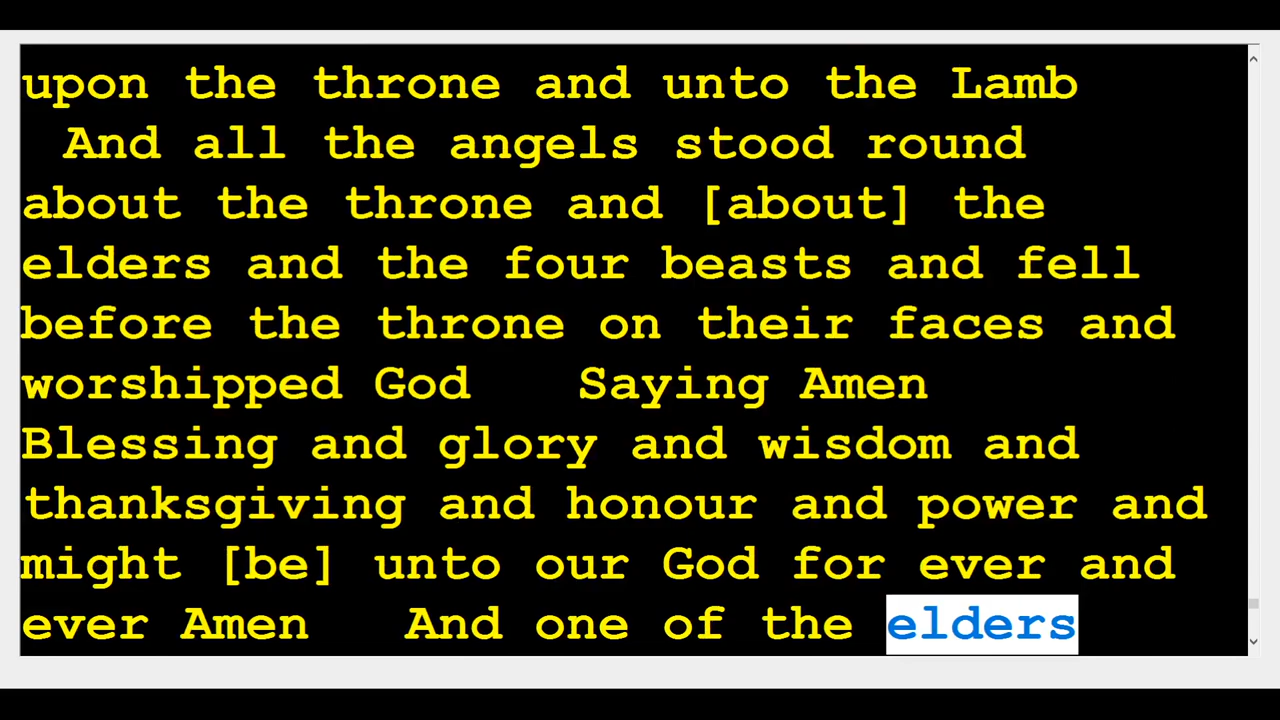 upon the throne and unto the Lamb
And all the angels stood round
about the throne and [about] the
elders and the four beasts and fell
before the throne on their faces and
worshipped God   Saying Amen
Blessing and glory and wisdom and
thanksgiving and honour and power and
might [be] unto our God for ever and
ever Amen   And one of the elders